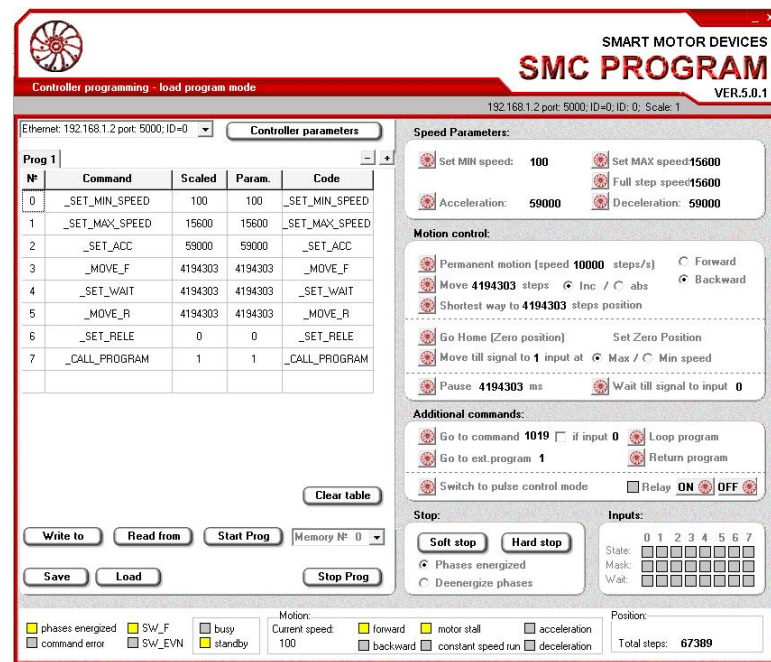 SMART MOTOR DEVICES
SMC PROGRAM
VER.5.0.1
Controller programming - load program mode
192.168.1.2 port: 5000; ID=0; ID: 0; Scale: 1
Ethernet: 192.168.1.2 port: 5000; ID=0
Controller parameters
Prog 1
- +
Nº Command Scaled Param. Code
0 _SET_MIN_SPEED 100 100 _SET_MIN_SPEED
1 _SET_MAX_SPEED 15600 15600 _SET_MAX_SPEED
2 _SET_ACC 59000 59000 _SET_ACC
3 _MOVE_F 4194303 4194303 _MOVE_F
4 _SET_WAIT 4194303 4194303 _SET_WAIT
5 _MOVE_R 4194303 4194303 _MOVE_R
6 _SET_RELE 0 0 _SET_RELE
7 _CALL_PROGRAM 1 1 _CALL_PROGRAM
Clear table
Write to Read from Start Prog Memory Nº 0
Save Load Stop Prog
Speed Parameters:
Set MIN speed: 100 Set MAX speed: 15600
Full step speed 15600
Acceleration: 59000 Deceleration: 59000
Motion control:
Permanent motion (speed 10000 steps/s) Forward
Backward
Move 4194303 steps Inc / abs
Shortest way to 4194303 steps position
Go Home (Zero position) Set Zero Position
Move till signal to 1 input at Max / Min speed
Pause 4194303 ms Wait till signal to input 0
Additional commands:
Go to command 1019 if input 0 Loop program
Go to ext.program 1 Return program
Switch to pulse control mode Relay ON OFF
Stop:
Soft stop Hard stop
Phases energized
Deenergize phases
Inputs:
0 1 2 3 4 5 6 7
State:
Mask:
Wait:
phases energized SW_F busy
command error SW_EVN standby
Motion:
Current speed: forward motor stall acceleration
100 backward constant speed run deceleration
Position:
Total steps: 67389